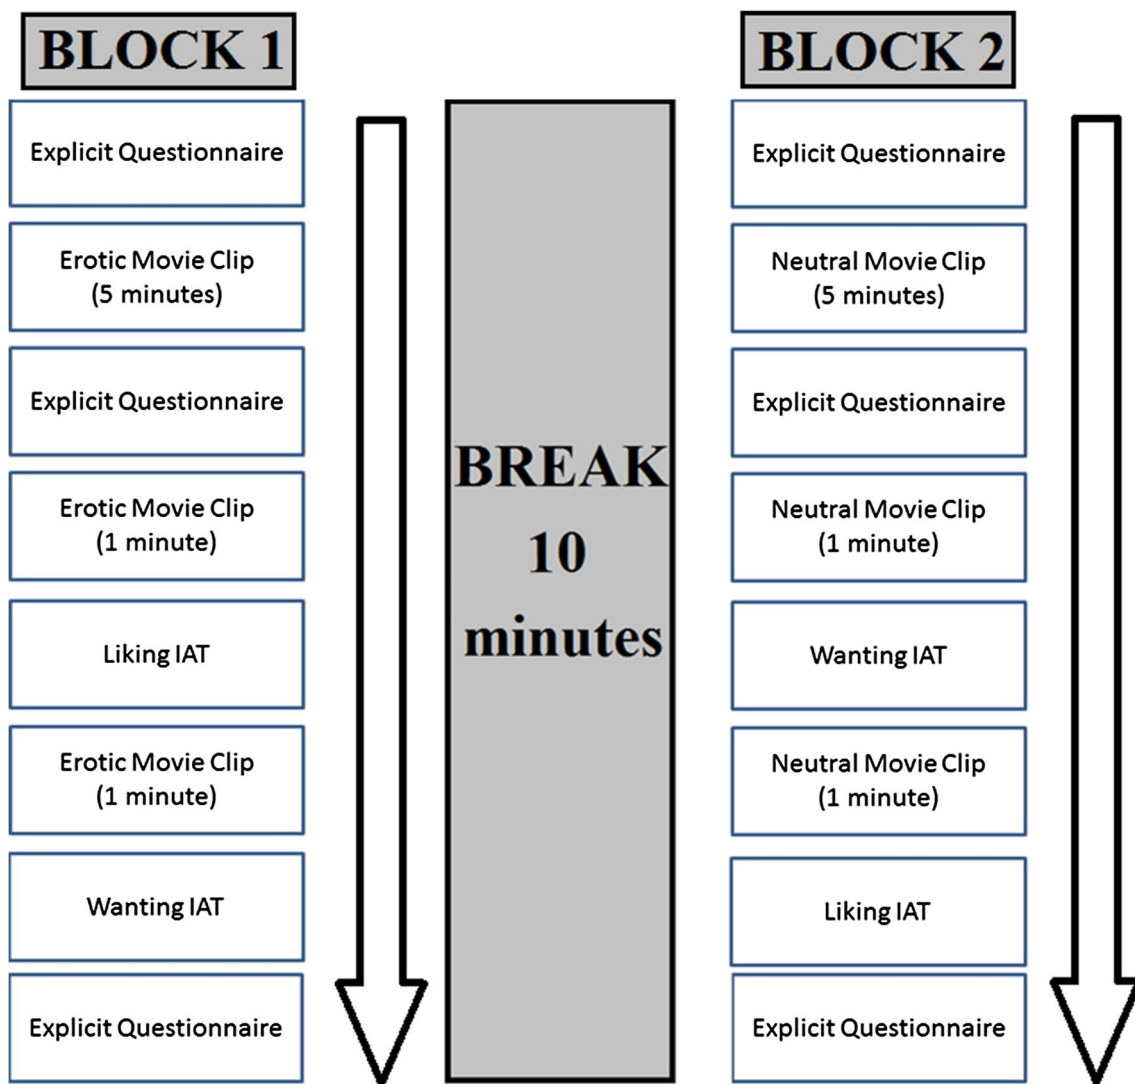 BLOCK 1
Explicit Questionnaire
Erotic Movie Clip
(5 minutes)
Explicit Questionnaire
Erotic Movie Clip
(1 minute)
Liking IAT
Erotic Movie Clip
(1 minute)
Wanting IAT
Explicit Questionnaire
BREAK
10
minutes
BLOCK 2
Explicit Questionnaire
Neutral Movie Clip
(5 minutes)
Explicit Questionnaire
Neutral Movie Clip
(1 minute)
Wanting IAT
Neutral Movie Clip
(1 minute)
Liking IAT
Explicit Questionnaire